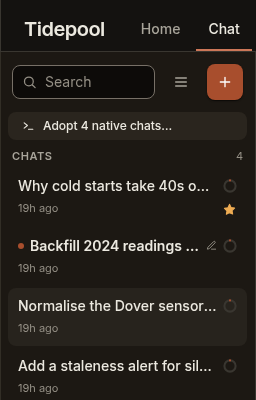 Tidepool Home Chat
Search
Adopt 4 native chats...
CHATS 4
Why cold starts take 40s o...
19h ago
Backfill 2024 readings ...
19h ago
Normalise the Dover sensor...
19h ago
Add a staleness alert for sil...
19h ago